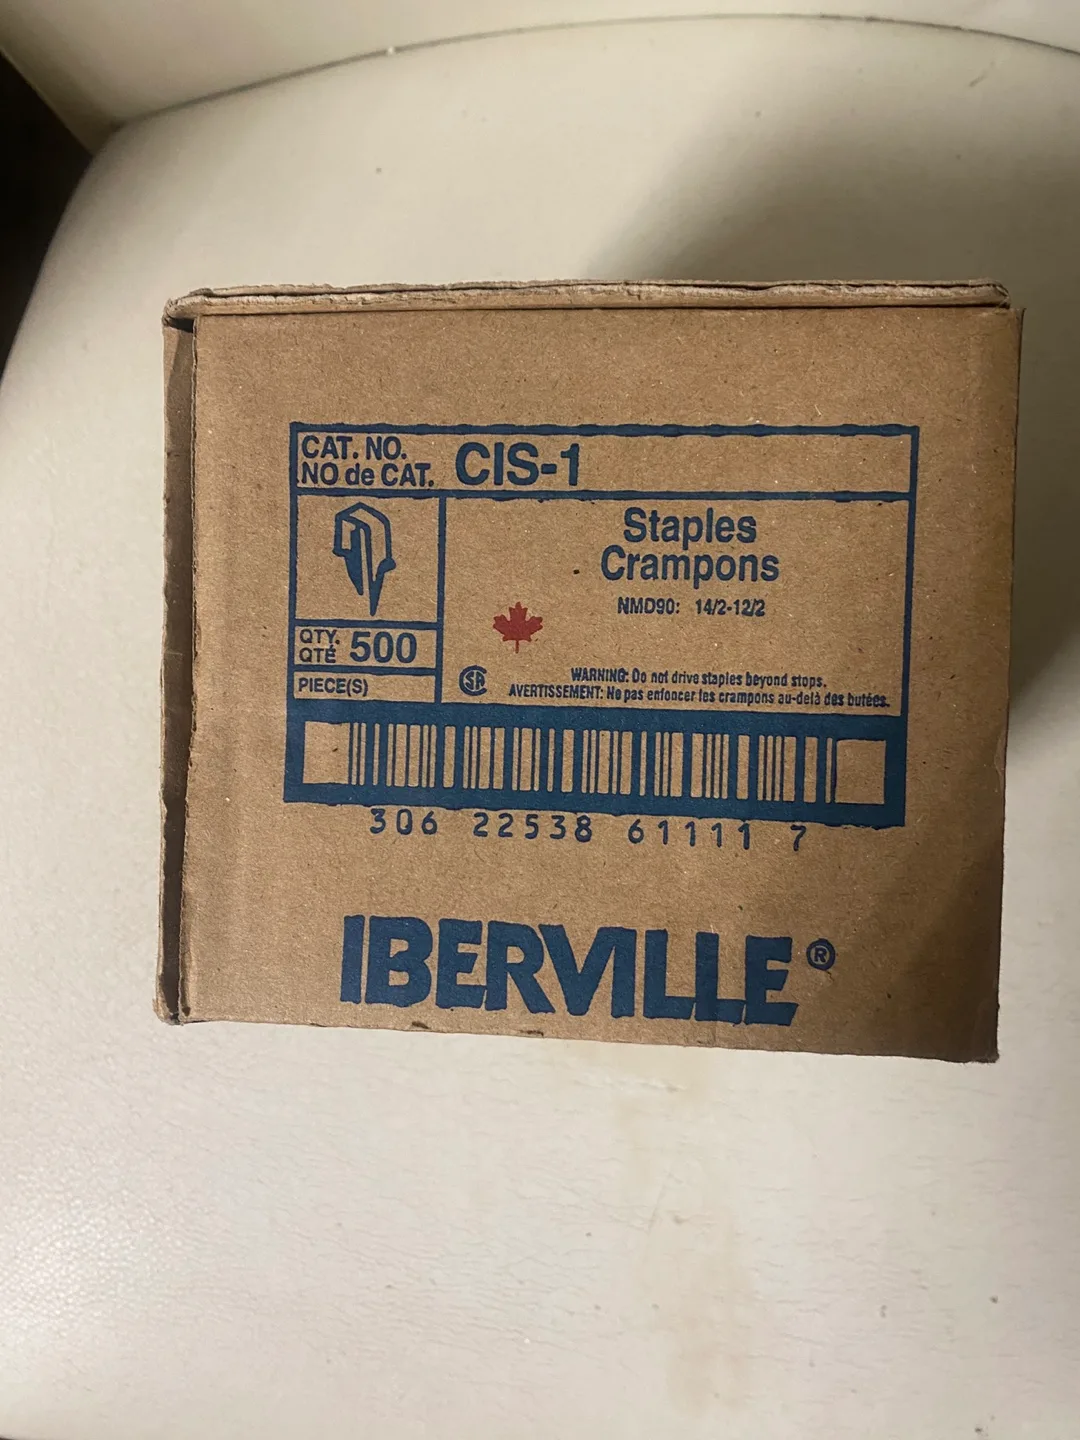 CAT. NO.
NO de CAT. CIS-1
Staples
Crampons
NMD90: 14/2-12/2
QTY.
QTÉ 500
PIECE(S)
SA
WARNING: Do not drive staples beyond stops.
AVERTISSEMENT: Ne pas enfoncer les crampons au-delà des butées.
306 22538 61111 7
IBERVILLE®